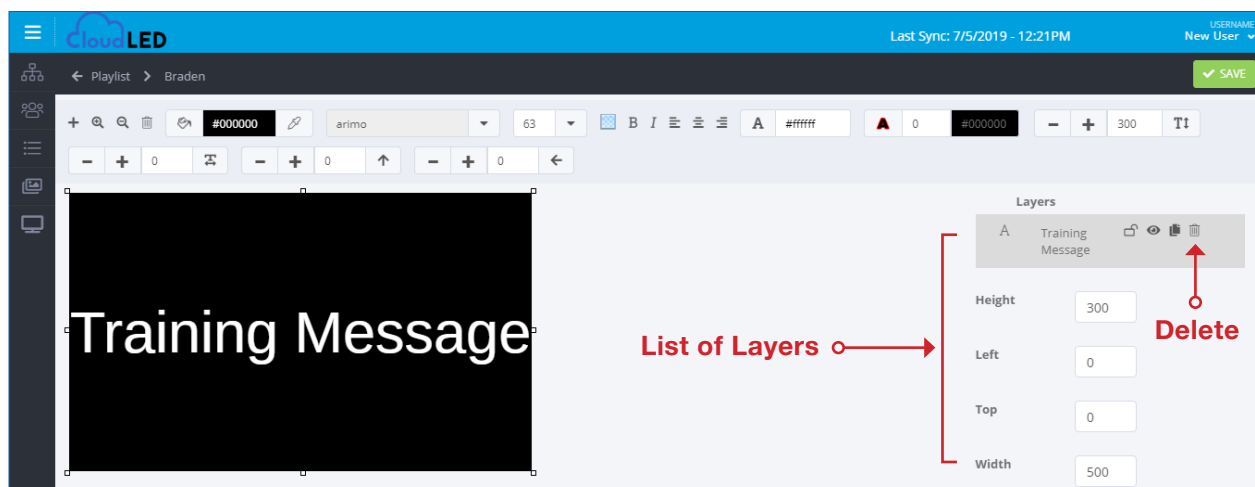 USERNAME
CloudLED
Last Sync: 7/5/2019 - 12:21PM
New User
Playlist
Braden
SAVE
#000000
arimo
63
B I
A
#ffffff
A
0
#000000
300
T
0
T
0
0
Layers
A
Training
Message
Height
300
Left
0
Top
0
Width
500
Training Message
List of Layers
Delete